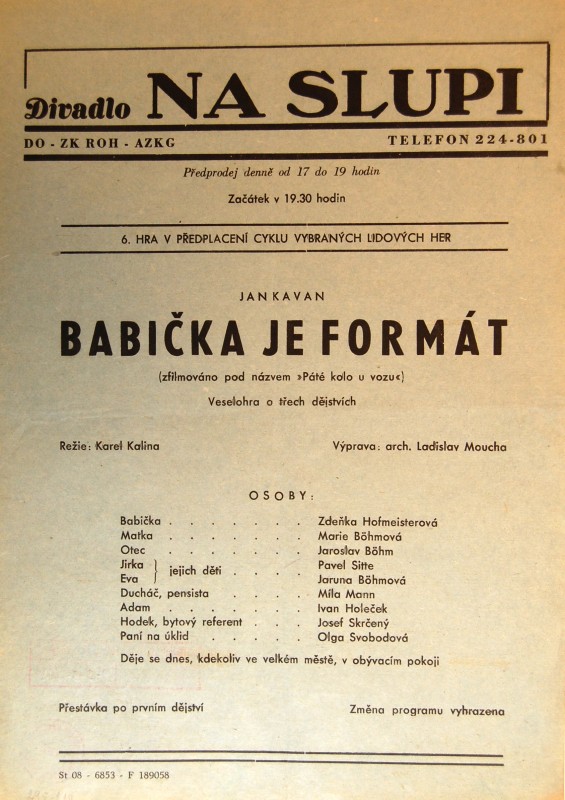 Divadlo NA SLUPI
DO - ZK ROH - AZKG TELEFON 224-801
Předprodej denně od 17 do 19 hodin
Začátek v 19.30 hodin
6. HRA V PŘEDPLACENÍ CYKLU VYBRANÝCH LIDOVÝCH HER
JAN KAVAN
BABIČKA JE FORMÁT
(zfilmováno pod názvem »Páté kolo u vozu«)
Veselohra o třech dějstvích
Režie: Karel Kalina Výprava: arch. Ladislav Moucha
OSOBY:
Babička . . . . . . . Zdeňka Hofmeisterová
Matka . . . . . . . Marie Böhmová
Otec . . . . . . . Jaroslav Böhm
Jirka Pavel Sitte
} jejich děti . . . .
Eva Jaruna Böhmová
Ducháč, pensista . . . . Míla Mann
Adam . . . . . . . Ivan Holeček
Hodek, bytový referent . . . Josef Skrčený
Paní na úklid . . . . . Olga Svobodová
Děje se dnes, kdekoliv ve velkém městě, v obývacím pokoji
Přestávka po prvním dějství Změna programu vyhrazena
St 08 - 6853 - F 189058